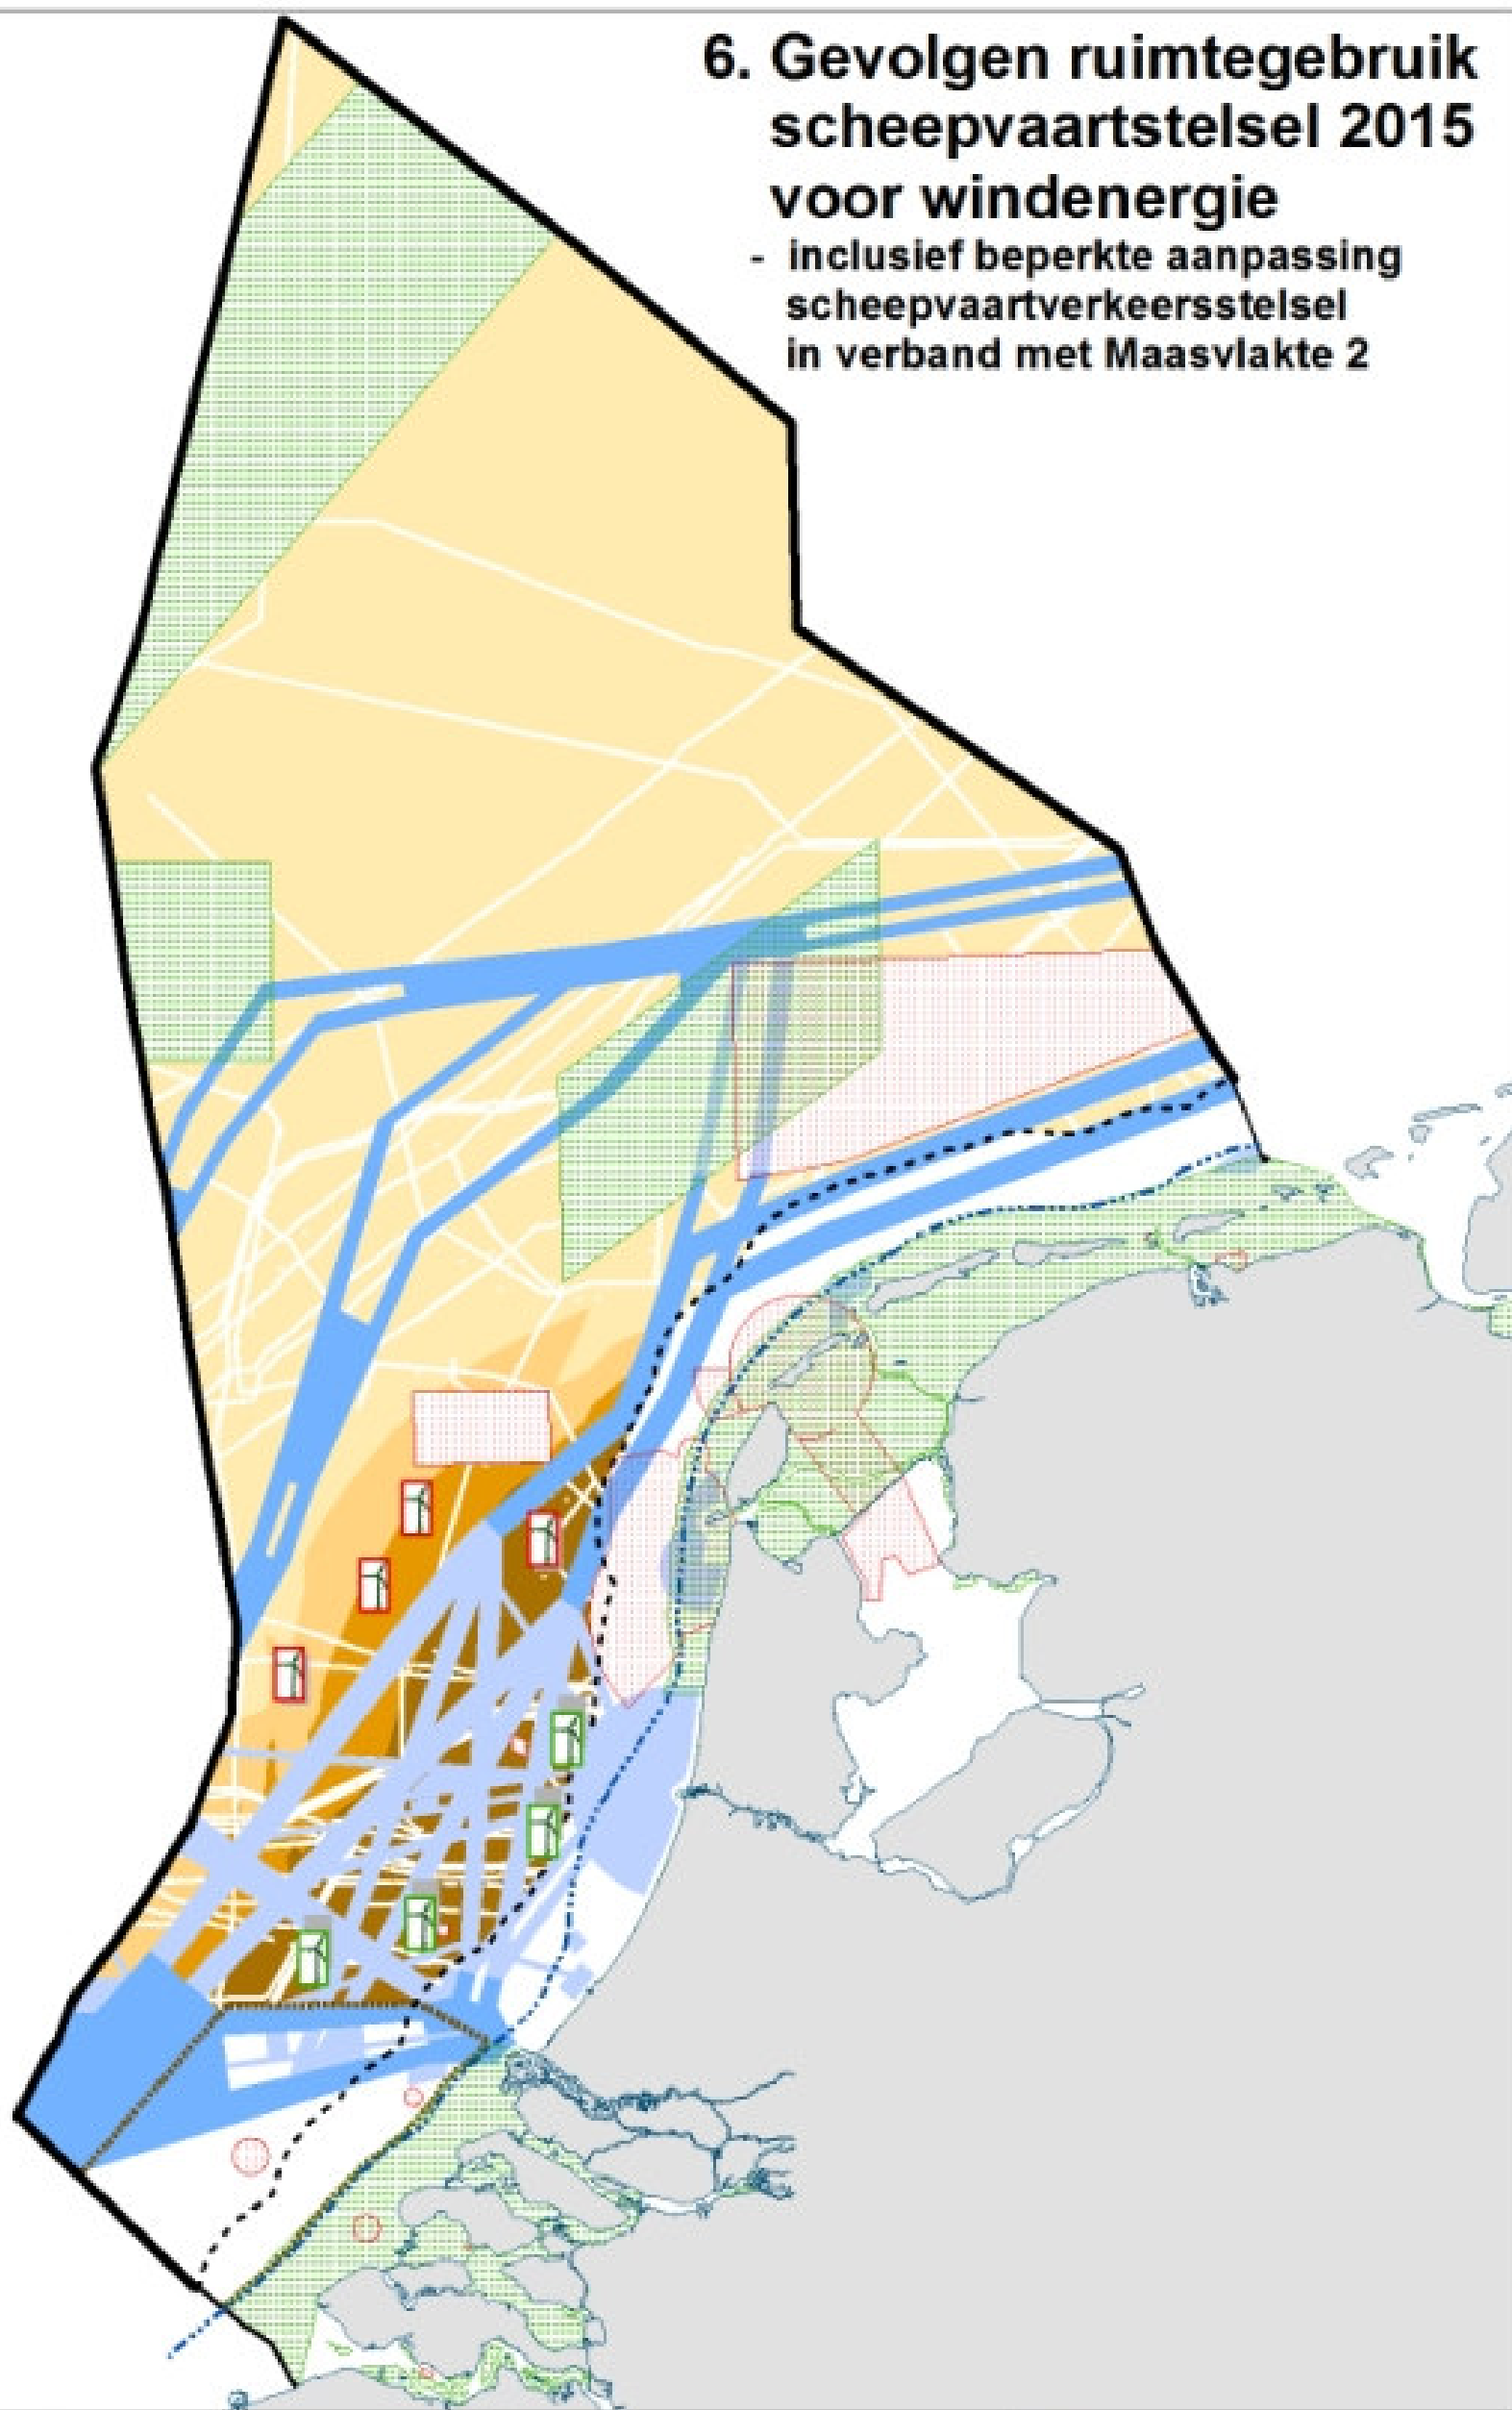 6. Gevolgen ruimtegebruik
scheepvaartstelsel 2015
voor windenergie
- inclusief beperkte aanpassing
scheepvaartverkeersstelsel
in verband met Maasvlakte 2